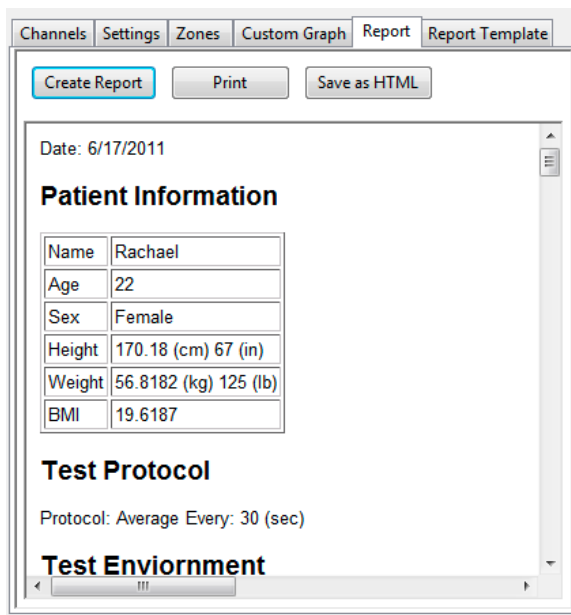 Channels Settings Zones Custom Graph Report Report Template
Create Report Print Save as HTML
Date: 6/17/2011
Patient Information
Name Rachael
Age 22
Sex Female
Height 170.18 (cm) 67 (in)
Weight 56.8182 (kg) 125 (lb)
BMI 19.6187
Test Protocol
Protocol: Average Every: 30 (sec)
Test Enviornment